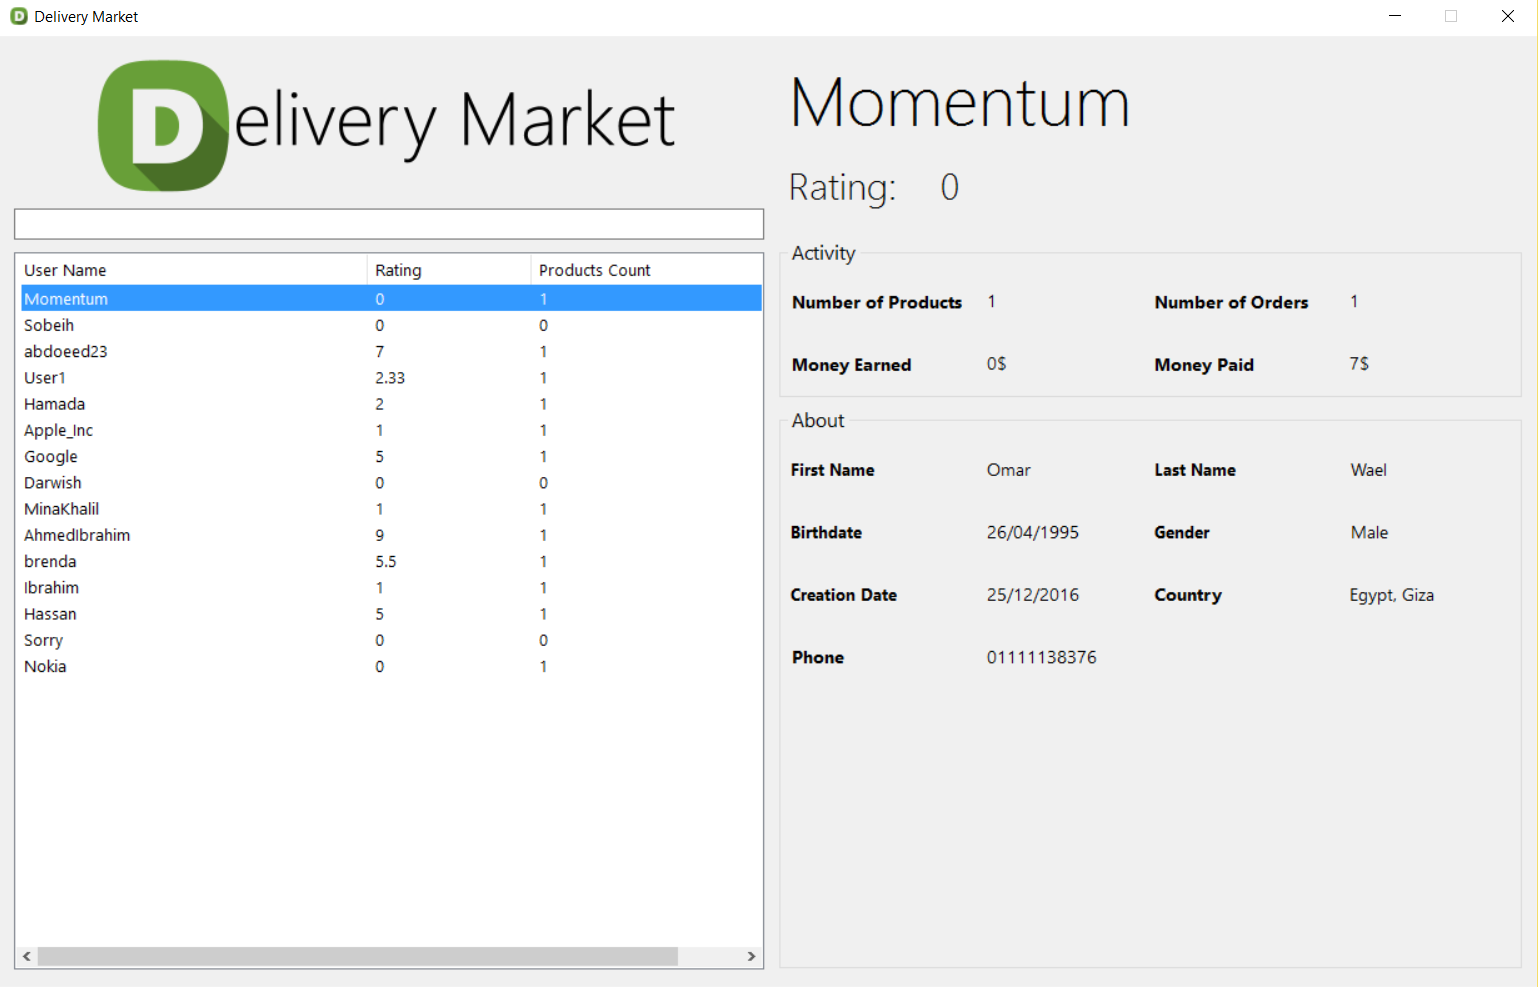 Delivery Market
Delivery Market
User Name Rating Products Count
Momentum 0 1
Sobeih 0 0
abdoeed23 7 1
User1 2.33 1
Hamada 2 1
Apple_Inc 1 1
Google 5 1
Darwish 0 0
MinaKhalil 1 1
AhmedIbrahim 9 1
brenda 5.5 1
Ibrahim 1 1
Hassan 5 1
Sorry 0 0
Nokia 0 1
Momentum
Rating: 0
Activity
Number of Products 1 Number of Orders 1
Money Earned 0$ Money Paid 7$
About
First Name Omar Last Name Wael
Birthdate 26/04/1995 Gender Male
Creation Date 25/12/2016 Country Egypt, Giza
Phone 01111138376